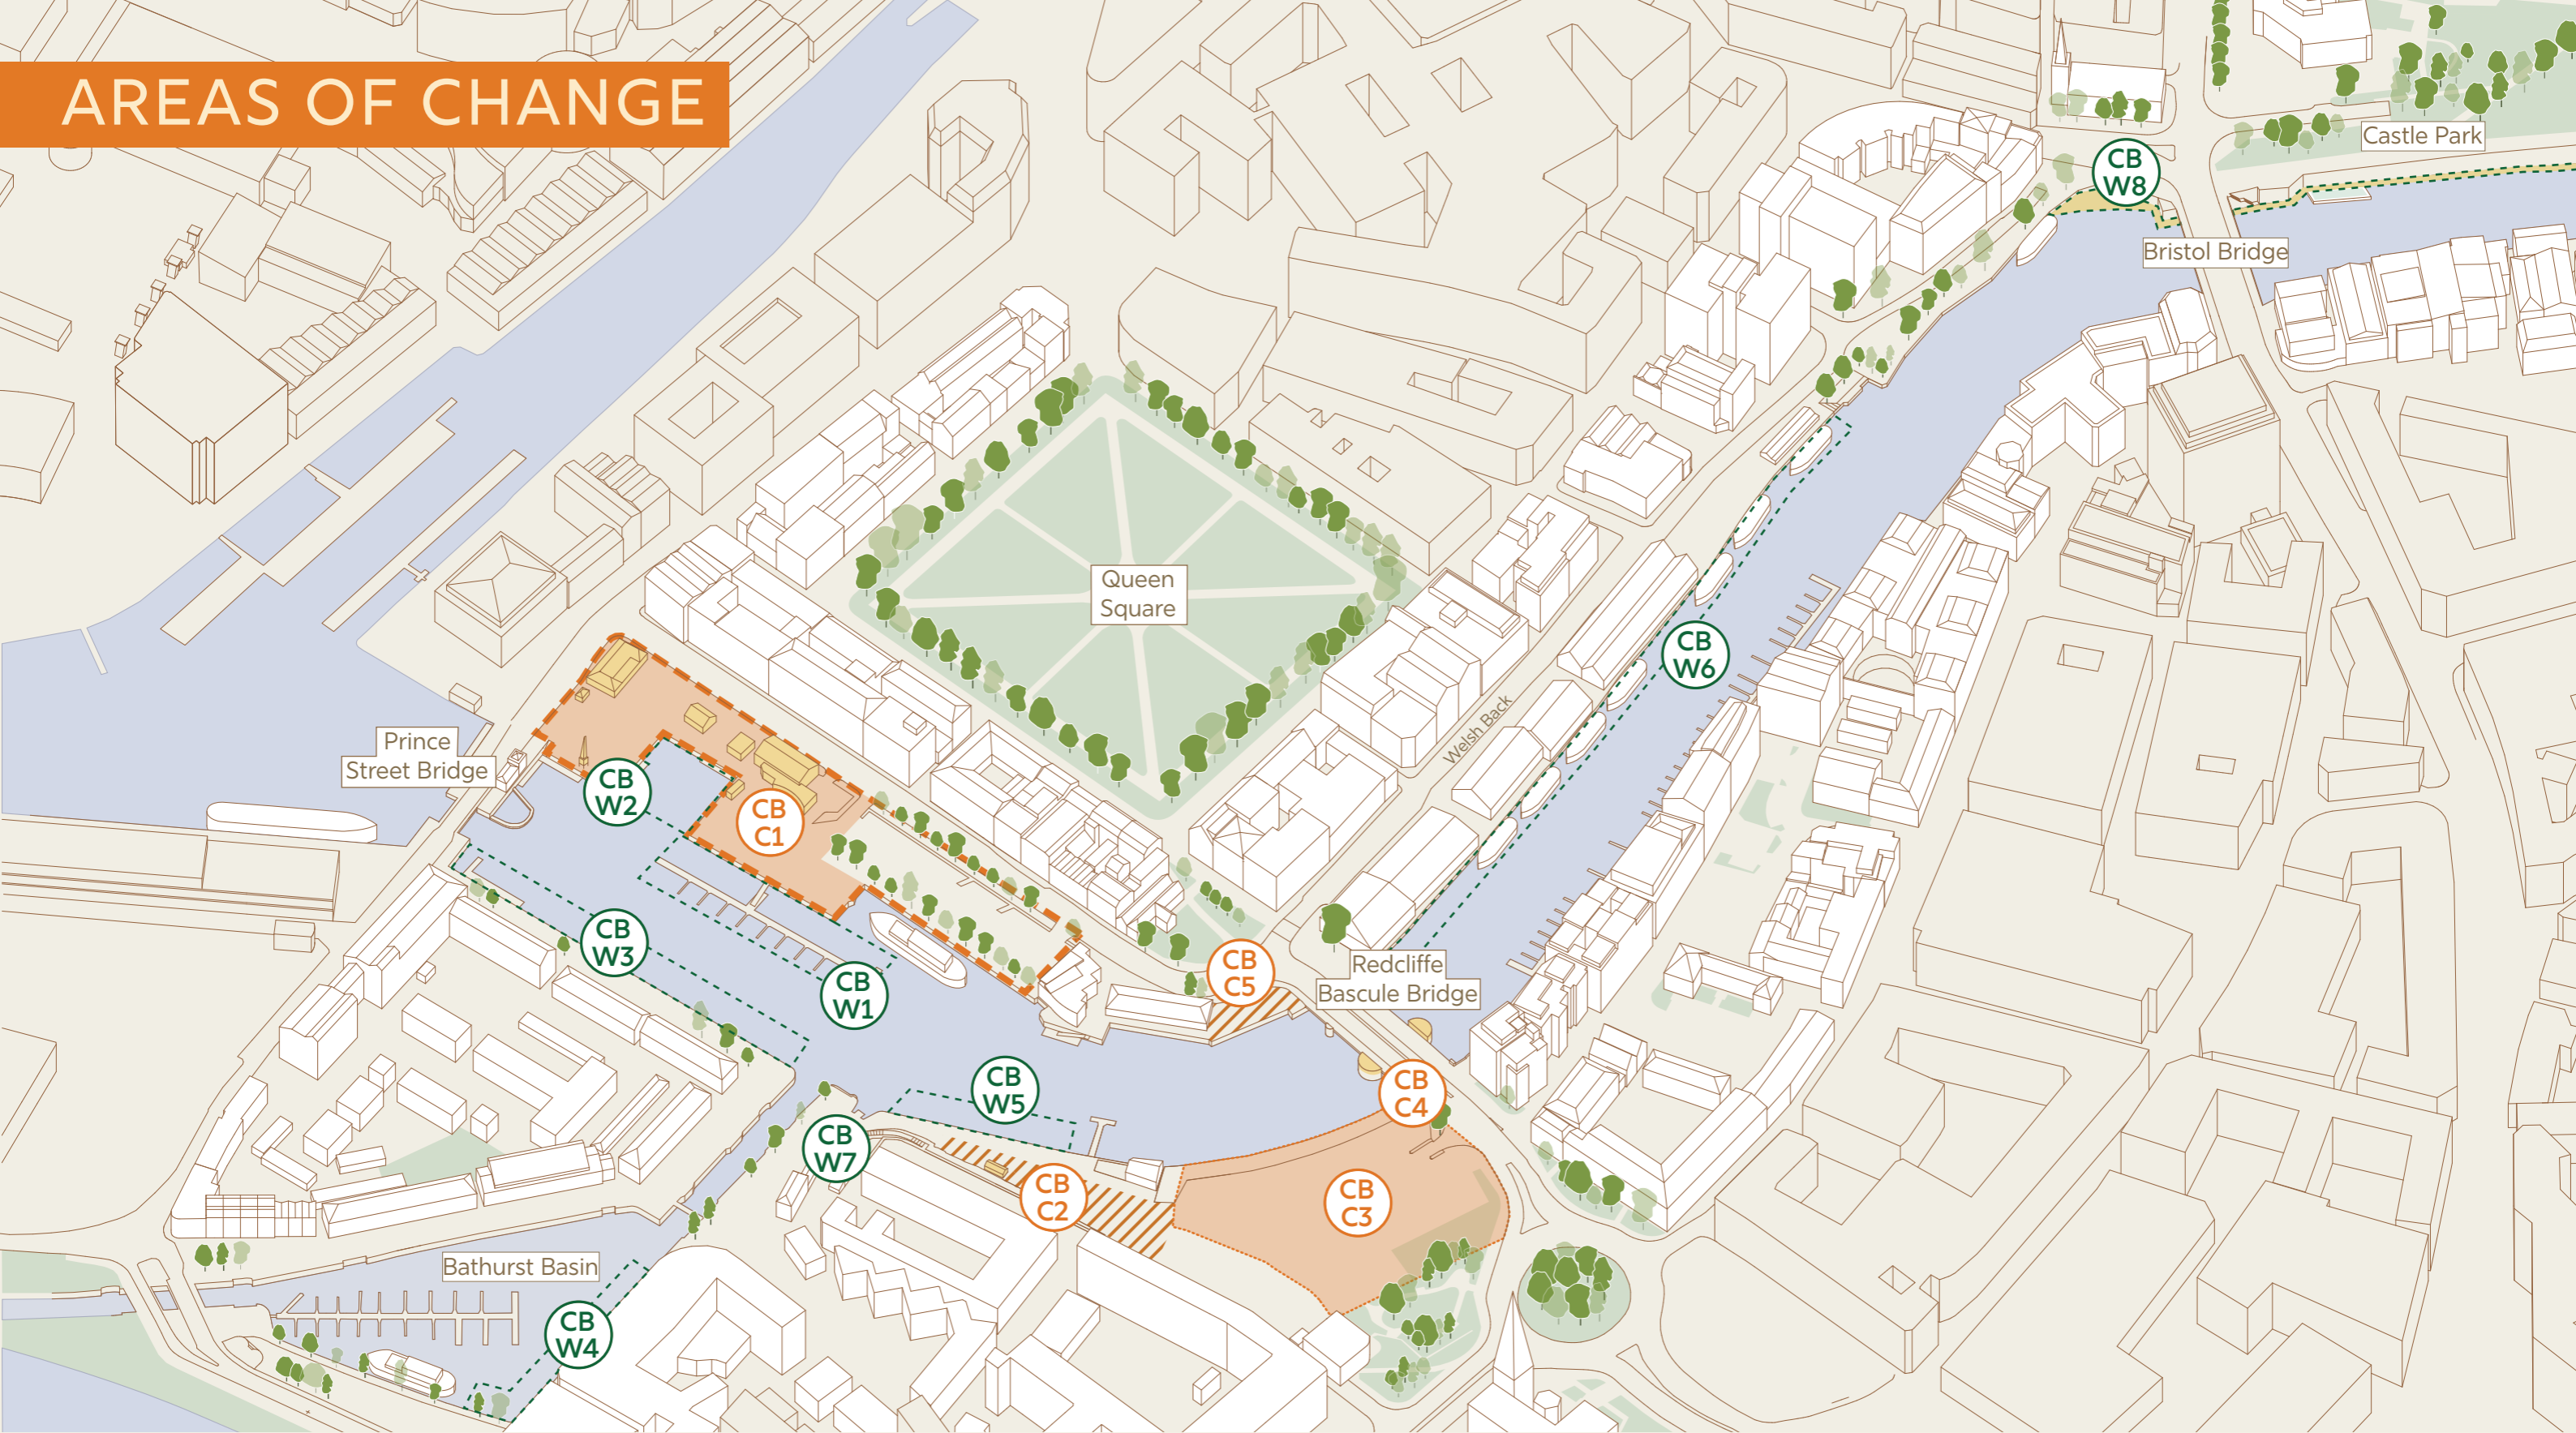 AREAS OF CHANGE
Castle Park
CB
W8
Bristol Bridge
Queen
Square
CB
W6
Welsh Back
Prince
Street Bridge
CB
W2
CB
C1
CB
W3
CB
W1
CB
C5
Redcliffe
Bascule Bridge
CB
W5
CB
C4
CB
W7
CB
C2
CB
C3
Bathurst Basin
CB
W4